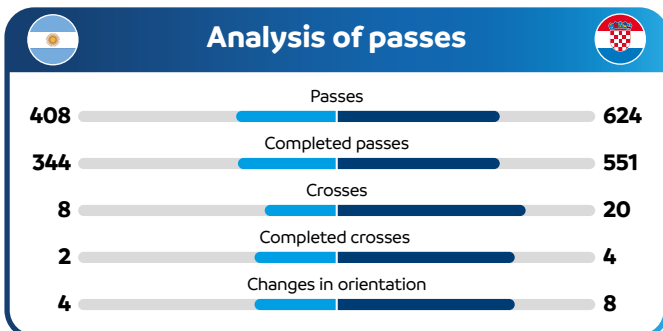 Analysis of passes
Passes
408 624
Completed passes
344 551
Crosses
8 20
Completed crosses
2 4
Changes in orientation
4 8